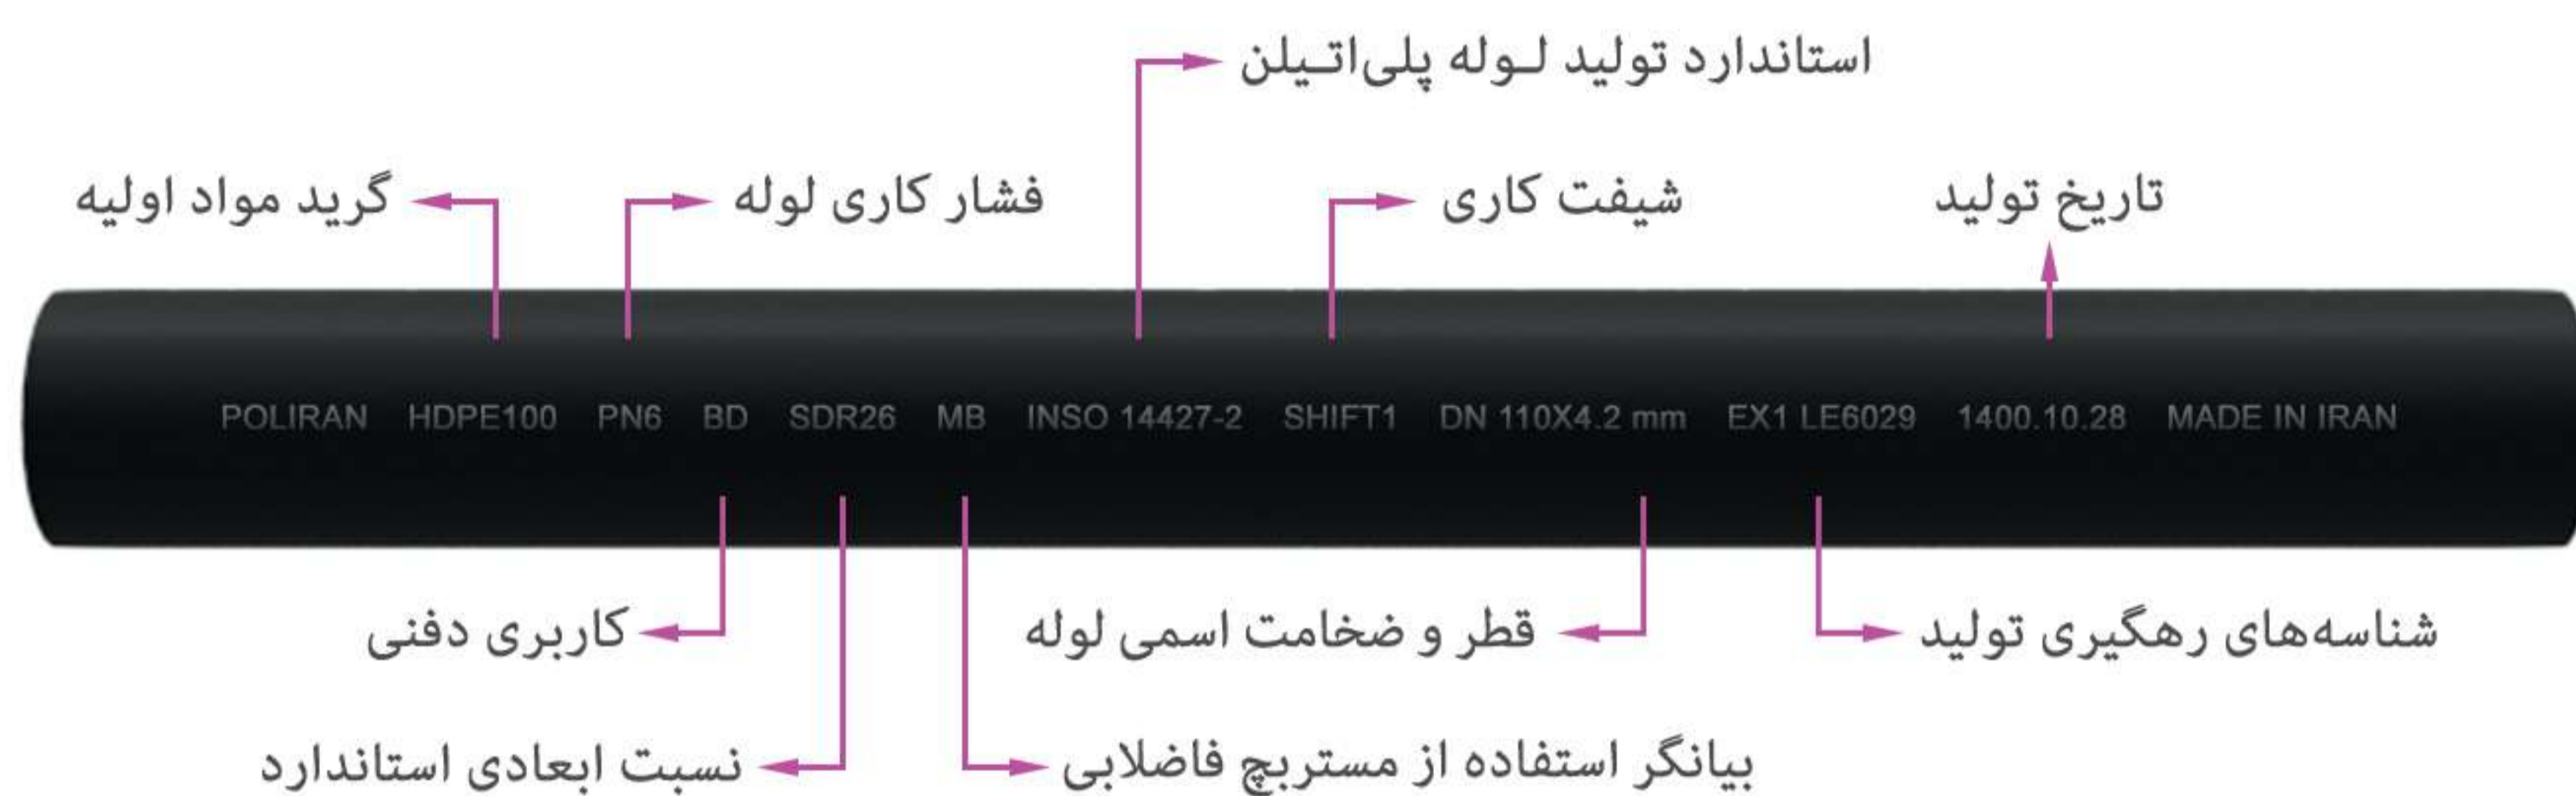 استاندارد تولید لـوله پلی‌اتـیلن
گرید مواد اولیه
فشار کاری لوله
شیفت کاری
تاریخ تولید
POLIRAN HDPE100 PN6 BD SDR26 MB INSO 14427-2 SHIFT1 DN 110X4.2 mm EX1 LE6029 1400.10.28 MADE IN IRAN
کاربری دفنی
قطر و ضخامت اسمی لوله
شناسه‌های رهگیری تولید
نسبت ابعادی استاندارد
بیانگر استفاده از مستربچ فاضلابی